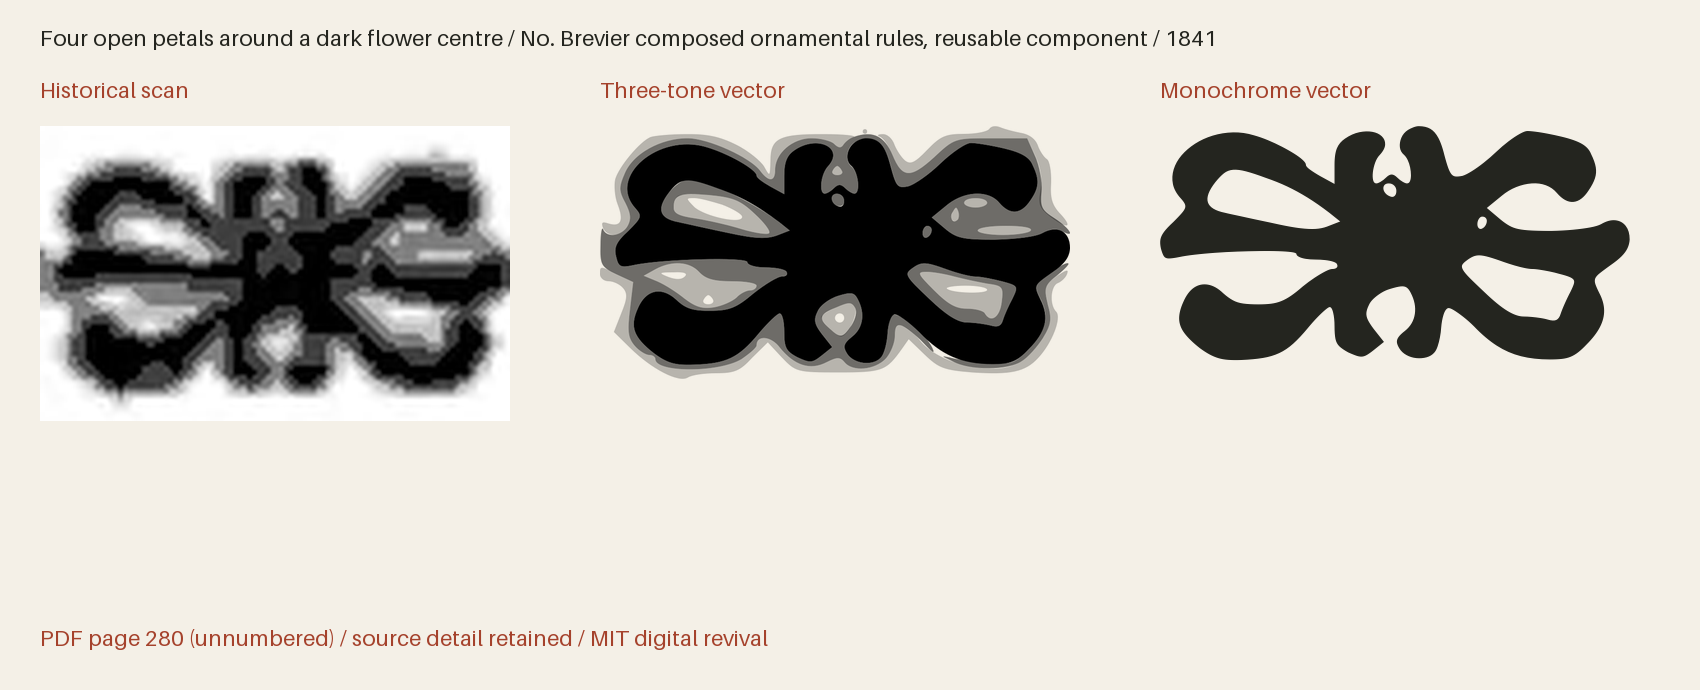 Four open petals around a dark flower centre / No. Brevier composed ornamental rules, reusable component / 1841
Historical scan
Three-tone vector
Monochrome vector
PDF page 280 (unnumbered) / source detail retained / MIT digital revival